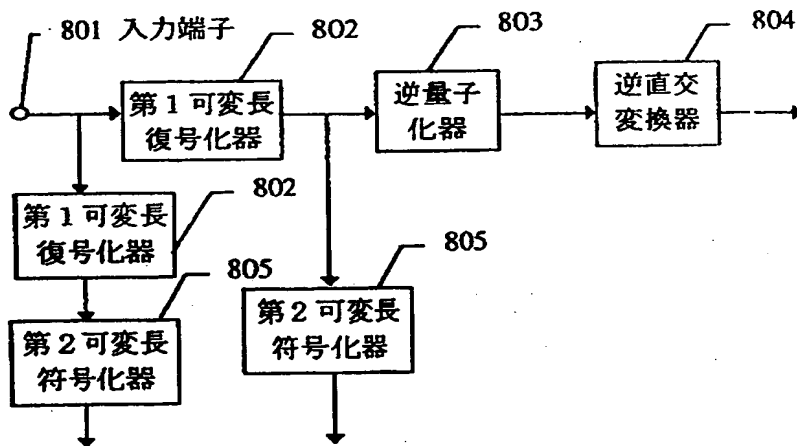 801 入力端子
802
803
804
第1可変長
復号化器
逆量子
化器
逆直交
変換器
802
第1可変長
復号化器
805
805
第2可変長
符号化器
第2可変長
符号化器